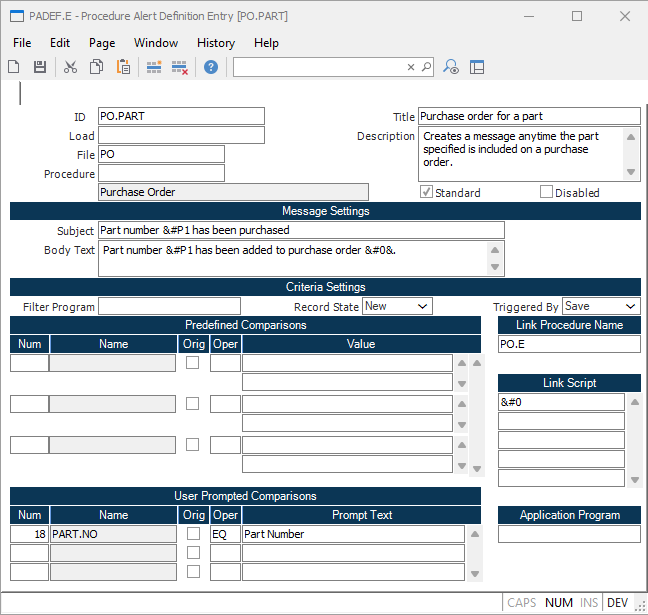 PADEF.E - Procedure Alert Definition Entry [PO.PART]
File Edit Page Window History Help
ID PO.PART Title Purchase order for a part
Load Description Creates a message anytime the part
specified is included on a purchase
order.
File PO
Procedure
Purchase Order Standard Disabled
Message Settings
Subject Part number &#P1 has been purchased
Body Text Part number &#P1 has been added to purchase order &#0&.
Criteria Settings
Filter Program Record State New Triggered By Save
Predefined Comparisons Link Procedure Name
Num Name Orig Oper Value PO.E
Link Script
&#0
User Prompted Comparisons Application Program
Num Name Orig Oper Prompt Text
18 PART.NO EQ Part Number
CAPS NUM INS DEV